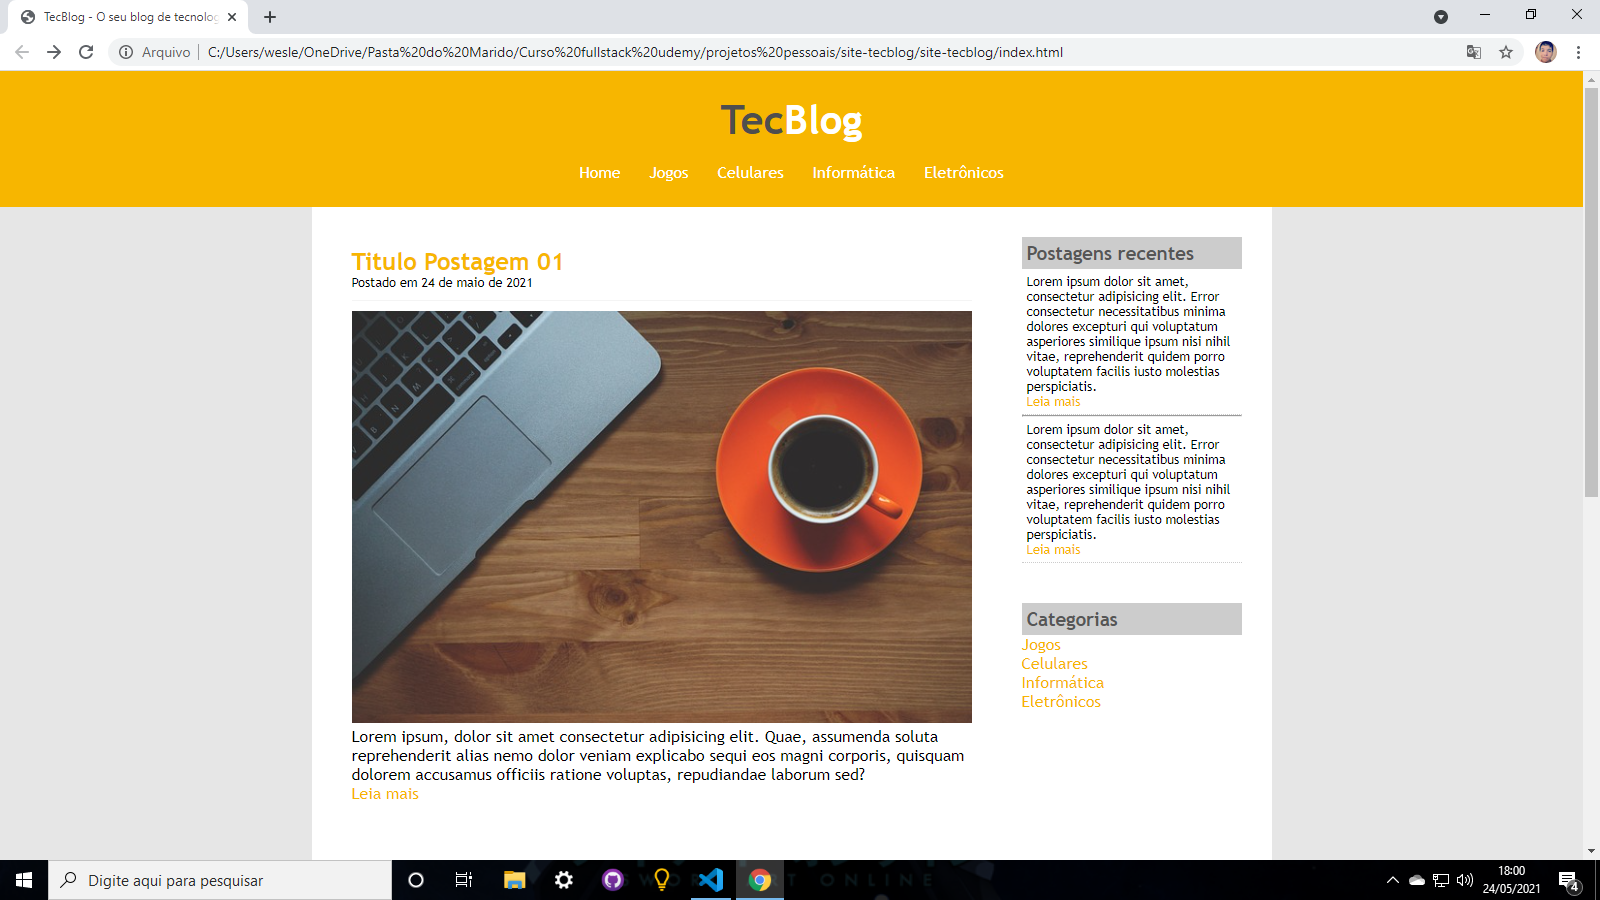 TecBlog - O seu blog de tecnolog
Arquivo
C:/Users/wesle/OneDrive/Pasta%20do%20Marido/Curso%20fullstack%20udemy/projetos%20pessoais/site-tecblog/site-tecblog/index.html
TecBlog
Home Jogos Celulares Informática Eletrônicos
Titulo Postagem 01
Postado em 24 de maio de 2021
Lorem ipsum, dolor sit amet consectetur adipisicing elit. Quae, assumenda soluta
reprehenderit alias nemo dolor veniam explicabo sequi eos magni corporis, quisquam
dolorem accusamus officiis ratione voluptas, repudiandae laborum sed?
Leia mais
Postagens recentes
Lorem ipsum dolor sit amet,
consectetur adipisicing elit. Error
consectetur necessitatibus minima
dolores excepturi qui voluptatum
asperiores similique ipsum nisi nihil
vitae, reprehenderit quidem porro
voluptatem facilis iusto molestias
perspiciatis.
Leia mais
Lorem ipsum dolor sit amet,
consectetur adipisicing elit. Error
consectetur necessitatibus minima
dolores excepturi qui voluptatum
asperiores similique ipsum nisi nihil
vitae, reprehenderit quidem porro
voluptatem facilis iusto molestias
perspiciatis.
Leia mais
Categorias
Jogos
Celulares
Informática
Eletrônicos
Digite aqui para pesquisar
ONLINE
18:00
24/05/2021
4